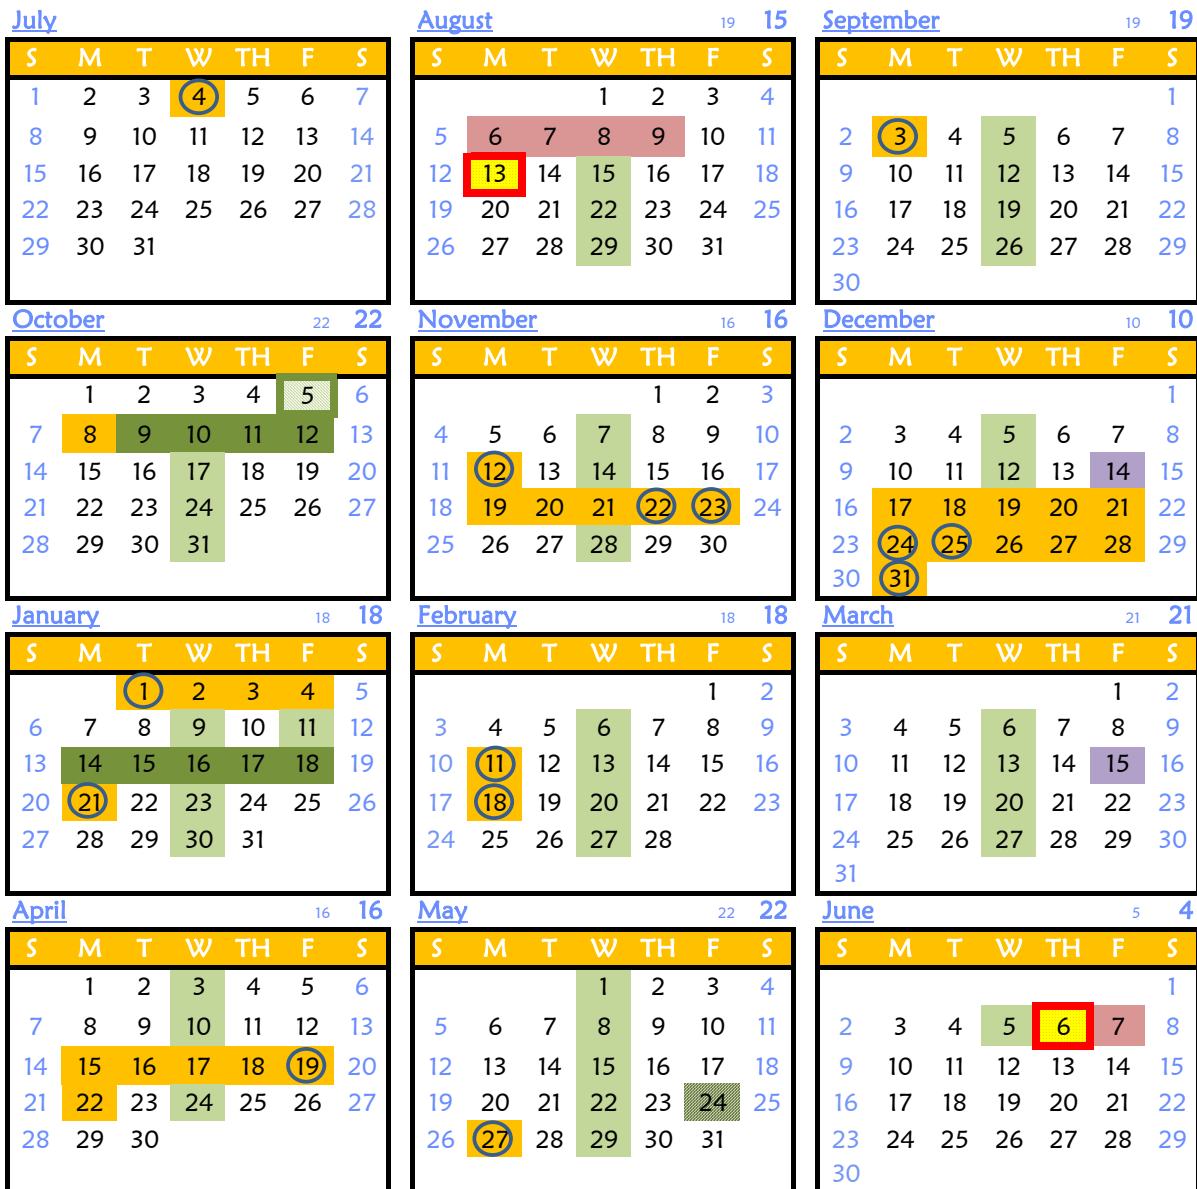 July August 19 15 September 19 19
S M T W TH F S S M T W TH F S S M T W TH F S
1 2 3 4 5 6 7 1 2 3 4 1
8 9 10 11 12 13 14 5 6 7 8 9 10 11 2 3 4 5 6 7 8
15 16 17 18 19 20 21 12 13 14 15 16 17 18 9 10 11 12 13 14 15
22 23 24 25 26 27 28 19 20 21 22 23 24 25 16 17 18 19 20 21 22
29 30 31 26 27 28 29 30 31 23 24 25 26 27 28 29
30
October 22 22 November 16 16 December 10 10
S M T W TH F S S M T W TH F S S M T W TH F S
1 2 3 4 5 6 1 2 3 1
7 8 9 10 11 12 13 4 5 6 7 8 9 10 2 3 4 5 6 7 8
14 15 16 17 18 19 20 11 12 13 14 15 16 17 9 10 11 12 13 14 15
21 22 23 24 25 26 27 18 19 20 21 22 23 24 16 17 18 19 20 21 22
28 29 30 31 25 26 27 28 29 30 23 24 25 26 27 28 29
30 31
January 18 18 February 18 18 March 21 21
S M T W TH F S S M T W TH F S S M T W TH F S
1 2 3 4 5 1 2 1 2
6 7 8 9 10 11 12 3 4 5 6 7 8 9 3 4 5 6 7 8 9
13 14 15 16 17 18 19 10 11 12 13 14 15 16 10 11 12 13 14 15 16
20 21 22 23 24 25 26 17 18 19 20 21 22 23 17 18 19 20 21 22 23
27 28 29 30 31 24 25 26 27 28 24 25 26 27 28 29 30
31
April 16 16 May 22 22 June 5 4
S M T W TH F S S M T W TH F S S M T W TH F S
1 2 3 4 5 6 1 2 3 4 1
7 8 9 10 11 12 13 5 6 7 8 9 10 11 2 3 4 5 6 7 8
14 15 16 17 18 19 20 12 13 14 15 16 17 18 9 10 11 12 13 14 15
21 22 23 24 25 26 27 19 20 21 22 23 24 25 16 17 18 19 20 21 22
28 29 30 26 27 28 29 30 31 23 24 25 26 27 28 29
30